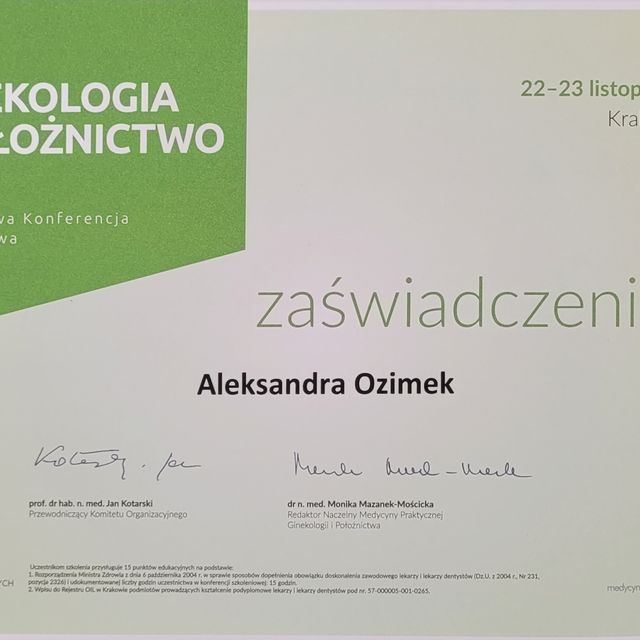 EKOLOGIA
ŁOŻNICTWO
wa Konferencja
wa
22–23 listop
Kra
zaświadczeni
Aleksandra Ozimek
prof. dr hab. n. med. Jan Kotarski
Przewodniczący Komitetu Organizacyjnego
dr n. med. Monika Mazanek-Mościcka
Redaktor Naczelny Medycyny Praktycznej
Ginekologii i Położnictwa
Uczestnikom szkolenia przysługuje 15 punktów edukacyjnych na podstawie:
1. Rozporządzenia Ministra Zdrowia z dnia 6 października 2004 r. w sprawie sposobów dopełnienia obowiązku doskonalenia zawodowego lekarzy i lekarzy dentystów (Dz.U. z 2004 r., Nr 231,
pozycja 2326) i udokumentowanej liczby godzin uczestnictwa w konferencji szkoleniowej: 15 godzin.
2. Wpisu do Rejestru OIL w Krakowie podmiotów prowadzących kształcenie podyplomowe lekarzy i lekarzy dentystów pod nr. 57-000005-001-0265.
YCH
medycyn